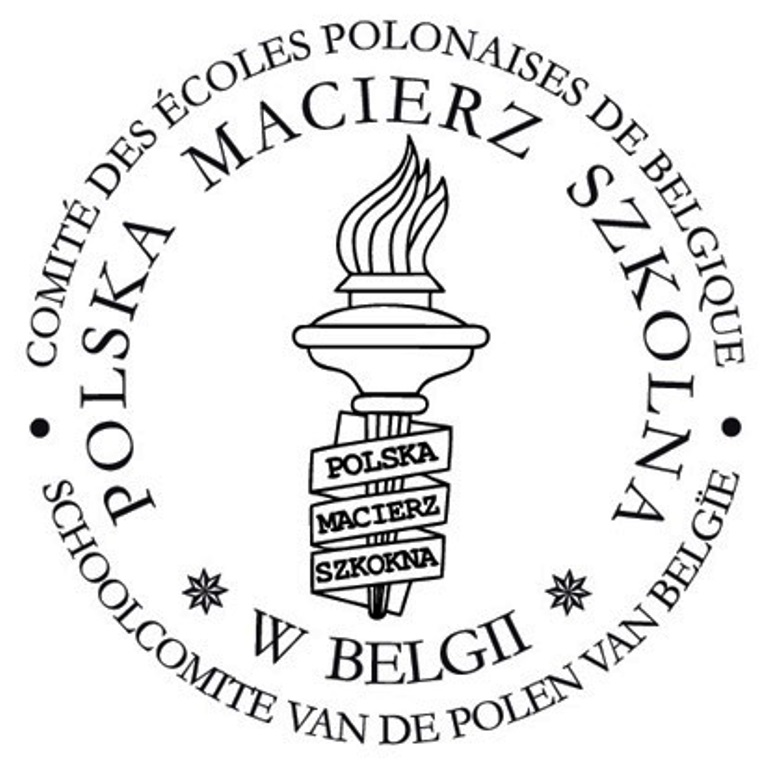 COMITÉ DES ÉCOLES POLONAISES DE BELGIQUE
POLSKA MACIERZ SZKOLNA
POLSKA
MACIERZ
SZKOKNA
W BELGII
SCHOOLCOMITE VAN DE POLEN VAN BELGÏE